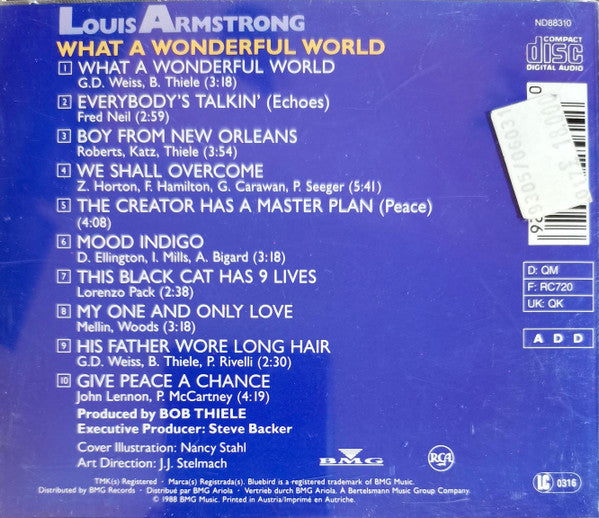 LOUIS ARMSTRONG
WHAT A WONDERFUL WORLD
1 WHAT A WONDERFUL WORLD
G.D. Weiss, B. Thiele (3:18)
2 EVERYBODY'S TALKIN' (Echoes)
Fred Neil (2:59)
3 BOY FROM NEW ORLEANS
Roberts, Katz, Thiele (3:54)
4 WE SHALL OVERCOME
Z. Horton, F. Hamilton, G. Carawan, P. Seeger (5:41)
5 THE CREATOR HAS A MASTER PLAN (Peace)
(4:08)
6 MOOD INDIGO
D. Ellington, I. Mills, A. Bigard (3:18)
7 THIS BLACK CAT HAS 9 LIVES
Lorenzo Pack (2:38)
8 MY ONE AND ONLY LOVE
Mellin, Woods (3:18)
9 HIS FATHER WORE LONG HAIR
G.D. Weiss, B. Thiele, P. Rivelli (2:30)
10 GIVE PEACE A CHANCE
John Lennon, P. McCartney (4:19)
Produced by BOB THIELE
Executive Producer: Steve Backer
Cover Illustration: Nancy Stahl
Art Direction: J.J. Stelmach
BMG
RCA
TMK(s) Registered · Marca(s) Registrada(s). Bluebird is a registered trademark of BMG Music.
Distributed by BMG Records · Distribué par BMG Ariola · Vertrieb durch BMG Ariola. A Bertelsmann Music Group Company.
© 1988 BMG Music. Printed in Austria/Imprimé en Autriche.
ND88310
COMPACT
disc
DIGITAL AUDIO
D: QM
F: RC720
UK: QK
A D D
LC 0316